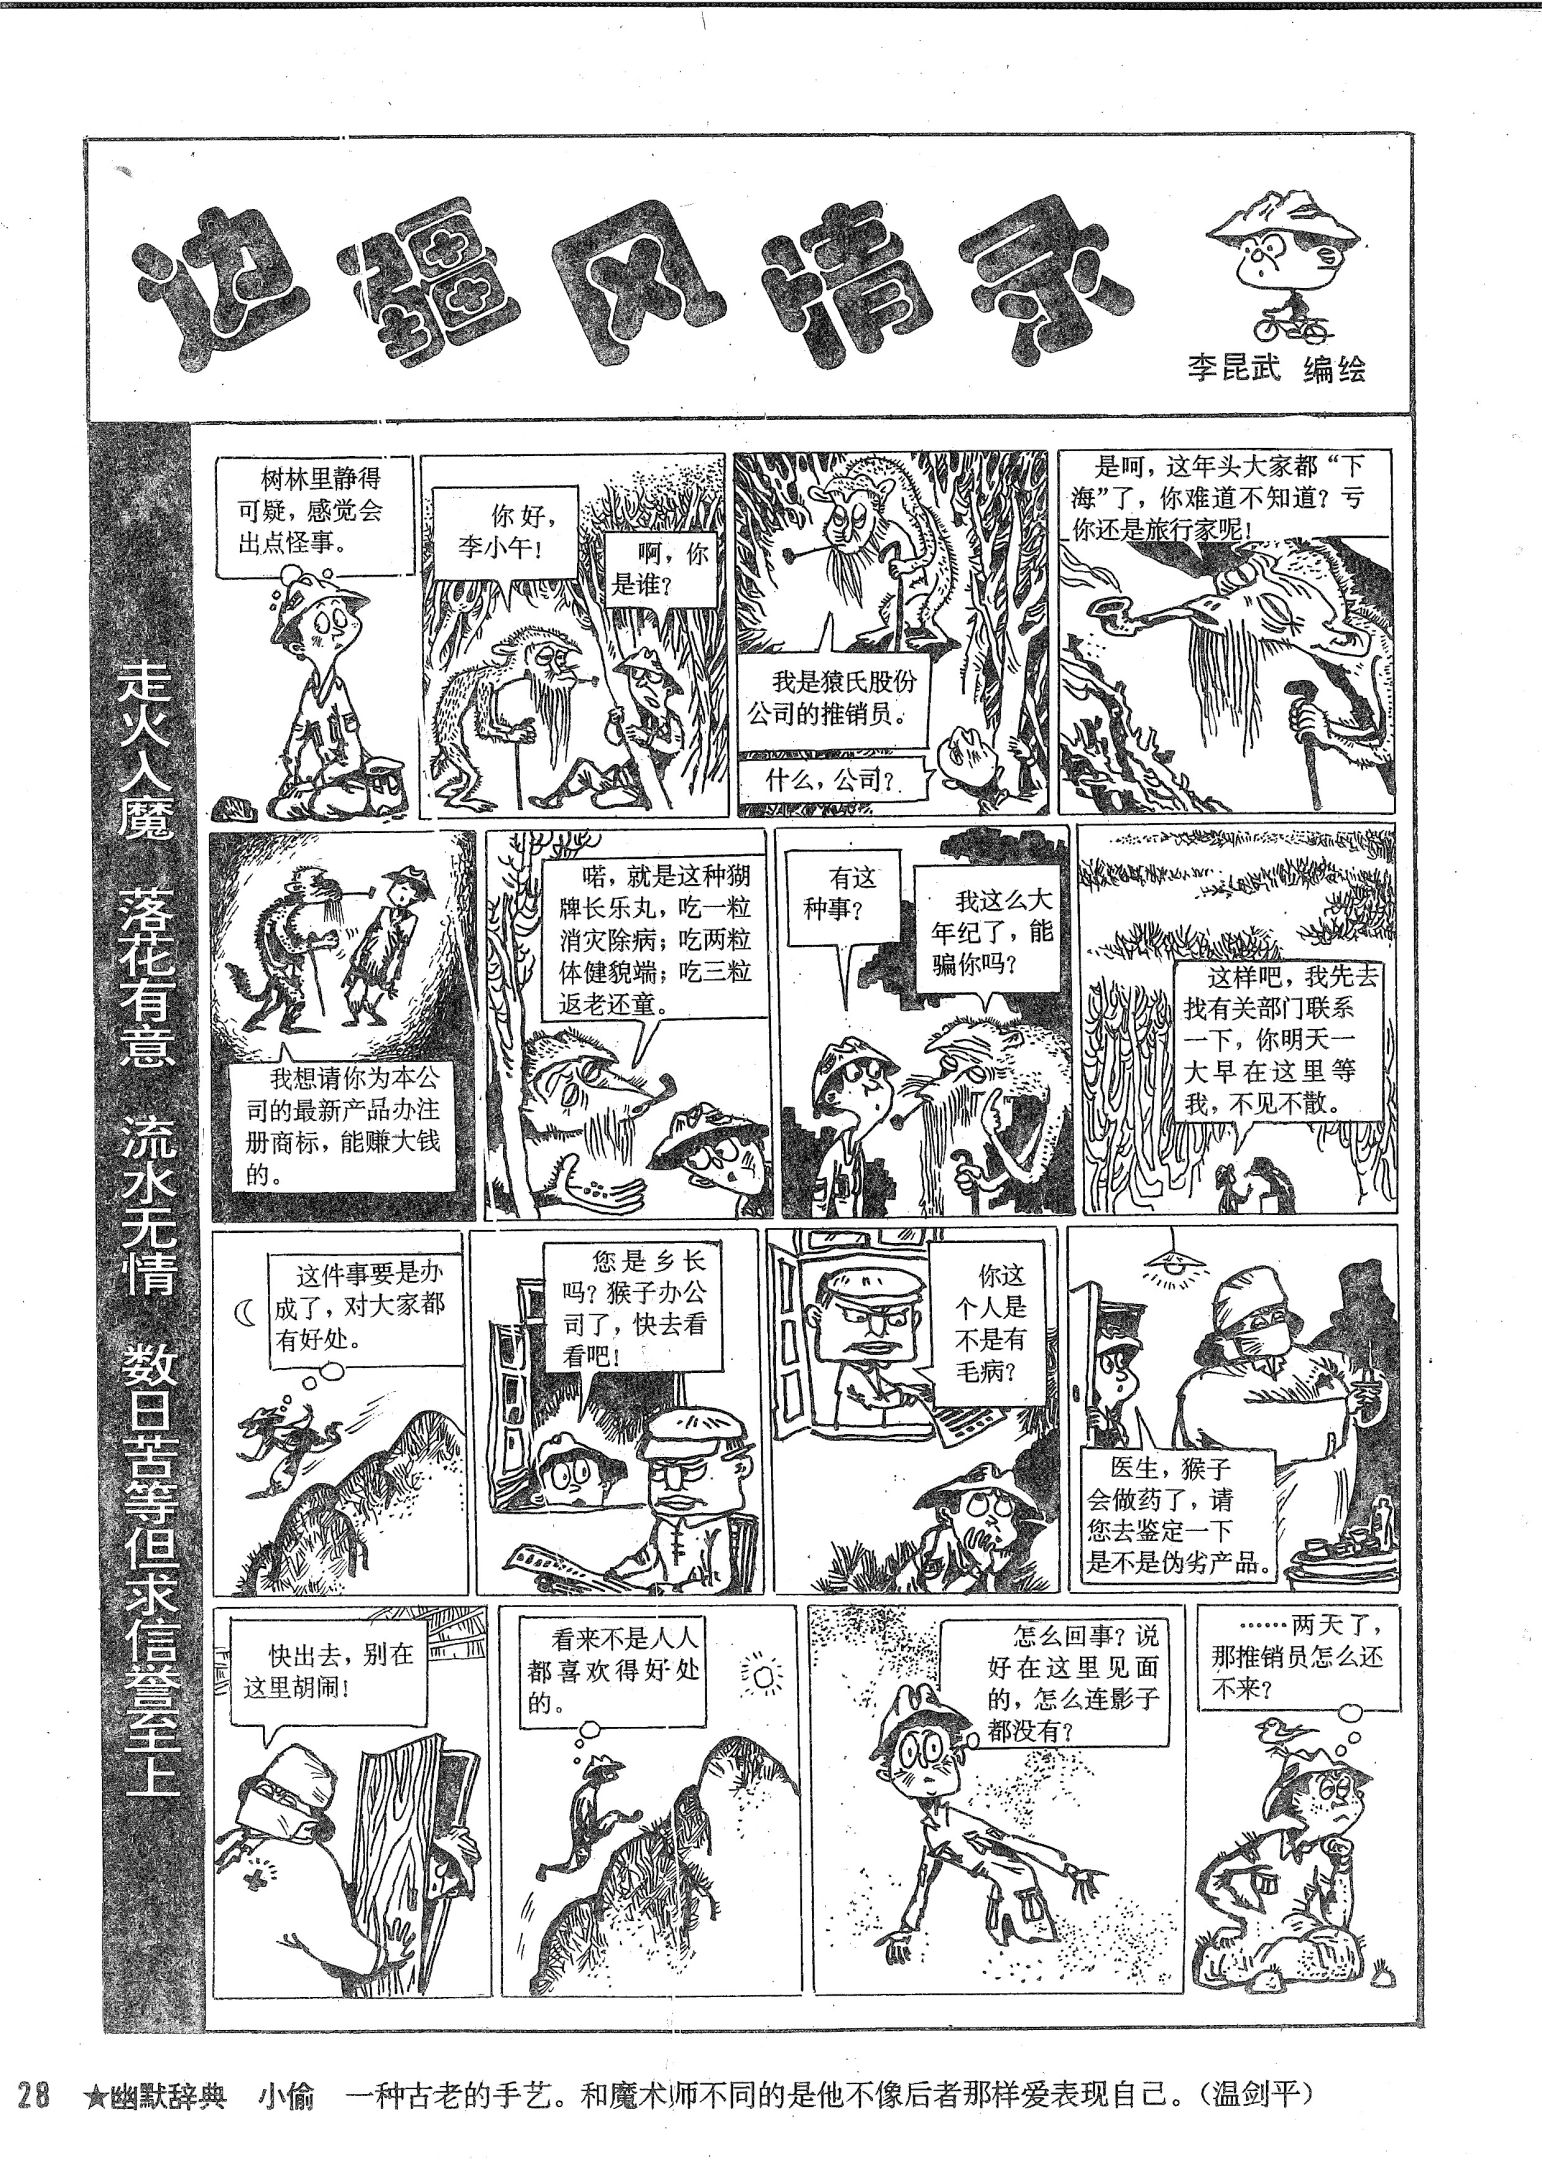 边疆风情录
李昆武 编绘
走火入魔 落花有意 流水无情 数日苦等但求信誉至上
树林里静得
可疑，感觉会
出点怪事。
你好，
李小午！
啊，你
是谁？
我是猿氏股份
公司的推销员。
什么，公司？
是呵，这年头大家都“下
海”了，你难道不知道？亏
你还是旅行家呢！
我想请你为本公
司的最新产品办注
册商标，能赚大钱
的。
喏，就是这种猢
牌长乐丸，吃一粒
消灾除病；吃两粒
体健貌端；吃三粒
返老还童。
有这
种事？
我这么大
年纪了，能
骗你吗？
这样吧，我先去
找有关部门联系
一下，你明天一
大早在这里等
我，不见不散。
这件事要是办
成了，对大家都
有好处。
您是乡长
吗？猴子办公
司了，快去看
看吧！
你这
个人是
不是有
毛病？
医生，猴子
会做药了，请
您去鉴定一下
是不是伪劣产品。
快出去，别在
这里胡闹！
看来不是人人
都喜欢得好处
的。
怎么回事？说
好在这里见面
的，怎么连影子
都没有？
……两天了，
那推销员怎么还
不来？
28 ★幽默辞典 小偷 一种古老的手艺。和魔术师不同的是他不像后者那样爱表现自己。（温剑平）